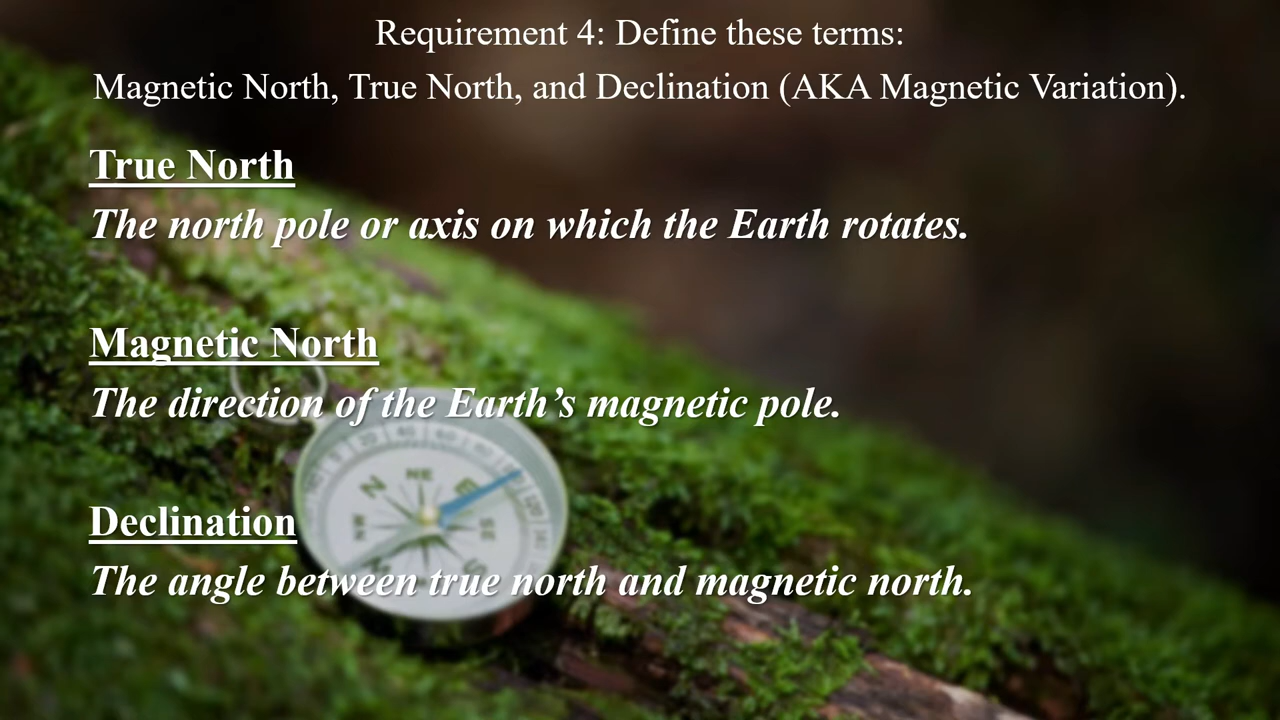 Requirement 4: Define these terms:
Magnetic North, True North, and Declination (AKA Magnetic Variation).
True North
The north pole or axis on which the Earth rotates.
Magnetic North
The direction of the Earth’s magnetic pole.
Declination
The angle between true north and magnetic north.
N
NE
E
SE
S